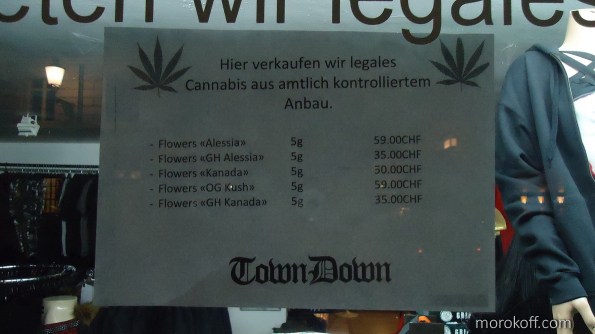 eten wir legales
Hier verkaufen wir legales
Cannabis aus amtlich kontrolliertem
Anbau.
- Flowers «Alessia» 5g 59.00CHF
- Flowers «GH Alessia» 5g 35.00CHF
- Flowers «Kanada» 5g 50.00CHF
- Flowers «OG Kush» 5g 59.00CHF
- Flowers «GH Kanada» 5g 35.00CHF
TownDown
morokoff.com